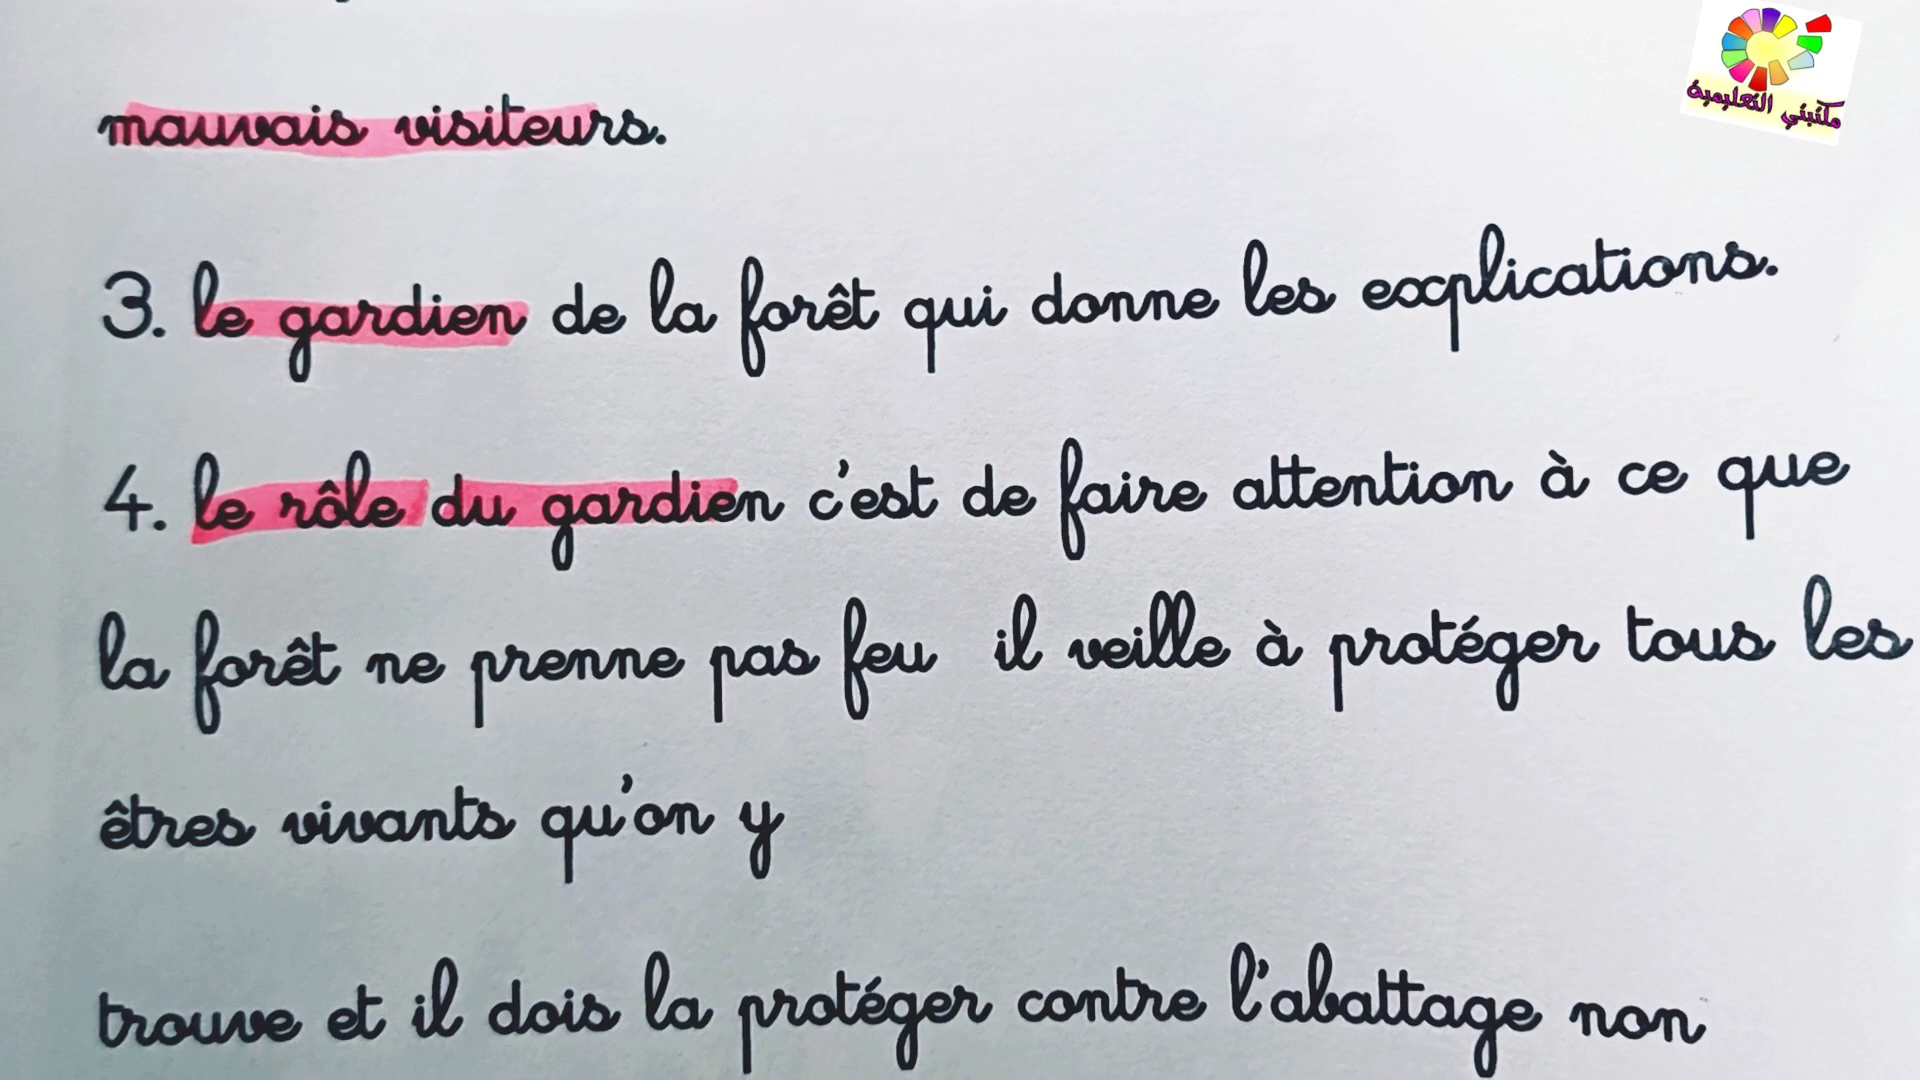 مكتبتي التعليمية
mauvais visiteurs.
3. le gardien de la forêt qui donne les explications.
4. le rôle du gardien c'est de faire attention à ce que
la forêt ne prenne pas feu il veille à protéger tous les
êtres vivants qu'on y
trouve et il dois la protéger contre l'abattage non